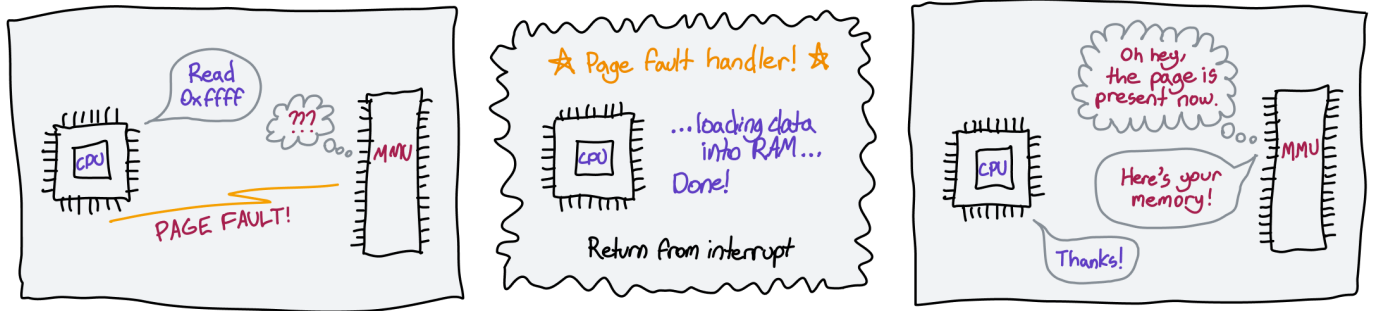 Read
0xffff
???
CPU
MMU
PAGE FAULT!
☆ Page fault handler! ☆
CPU
...loading data
into RAM...
Done!
Return from interrupt
Oh hey,
the page is
present now.
CPU
MMU
Here's your
memory!
Thanks!